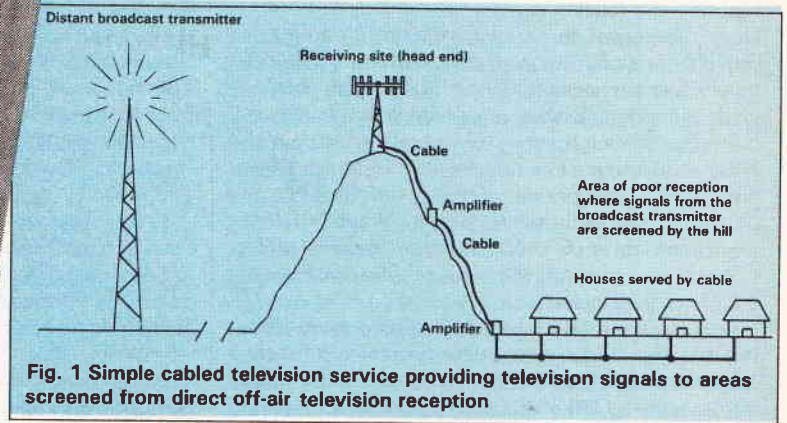 Distant broadcast transmitter
Receiving site (head end)
Cable
Amplifier
Cable
Area of poor reception
where signals from the
broadcast transmitter
are screened by the hill
Houses served by cable
Amplifier
Fig. 1 Simple cabled television service providing television signals to areas
screened from direct off-air television reception